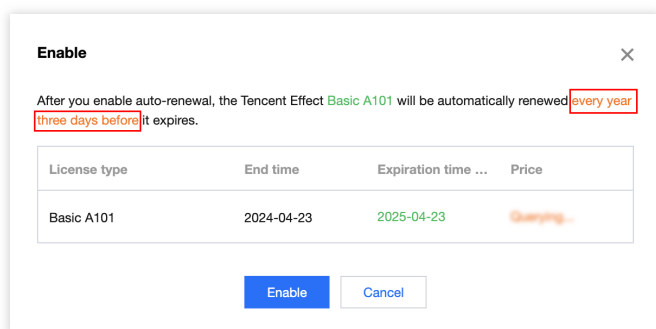 Enable
After you enable auto-renewal, the Tencent Effect Basic A101 will be automatically renewed every year
three days before it expires.
License type End time Expiration time ... Price
Basic A101 2024-04-23 2025-04-23 Querying...
Enable Cancel